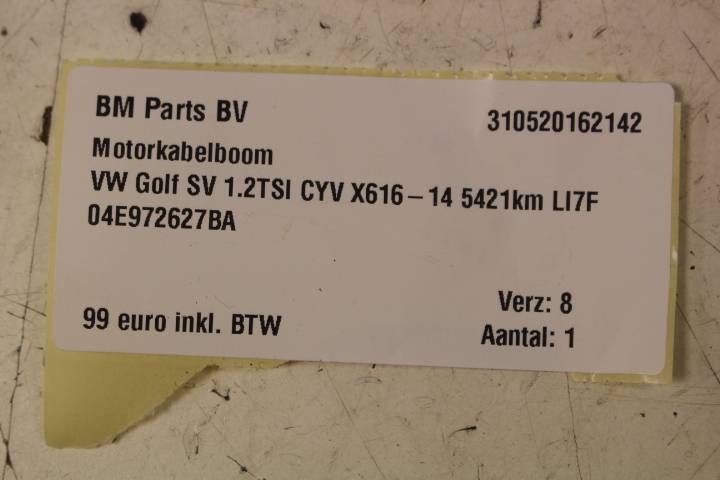 BM Parts BV
310520162142
Motorkabelboom
VW Golf SV 1.2TSI CYV X616-14 5421km LI7F
04E972627BA
Verz: 8
99 euro inkl. BTW
Aantal: 1